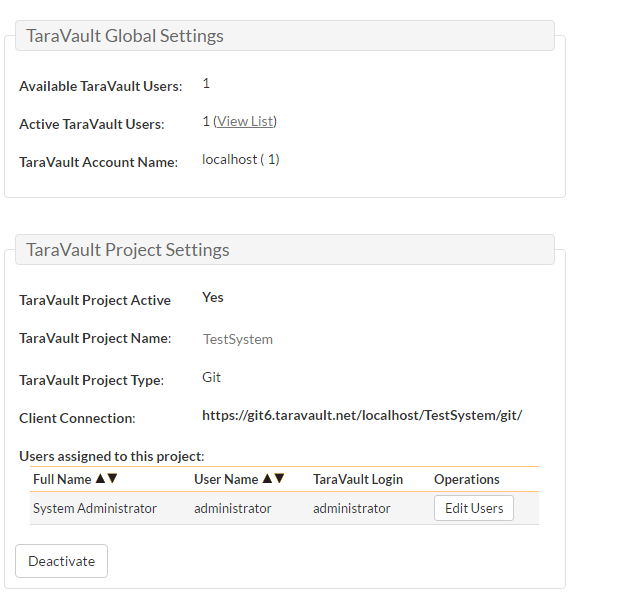 TaraVault Global Settings
Available TaraVault Users: 1
Active TaraVault Users: 1 (View List)
TaraVault Account Name: localhost ( 1)
TaraVault Project Settings
TaraVault Project Active Yes
TaraVault Project Name: TestSystem
TaraVault Project Type: Git
Client Connection: https://git6.taravault.net/localhost/TestSystem/git/
Users assigned to this project:
Full Name ▲▼ User Name ▲▼ TaraVault Login Operations
System Administrator administrator administrator Edit Users
Deactivate